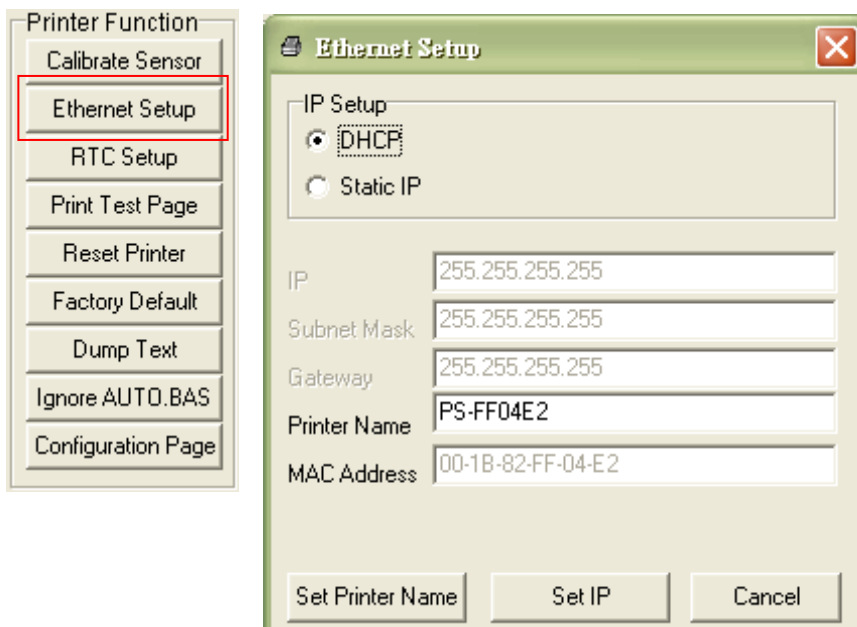 Printer Function
Calibrate Sensor
Ethernet Setup
RTC Setup
Print Test Page
Reset Printer
Factory Default
Dump Text
Ignore AUTO.BAS
Configuration Page
Ethernet Setup
IP Setup
DHCP
Static IP
IP 255.255.255.255
Subnet Mask 255.255.255.255
Gateway 255.255.255.255
Printer Name PS-FF04E2
MAC Address 00-1B-82-FF-04-E2
Set Printer Name Set IP Cancel